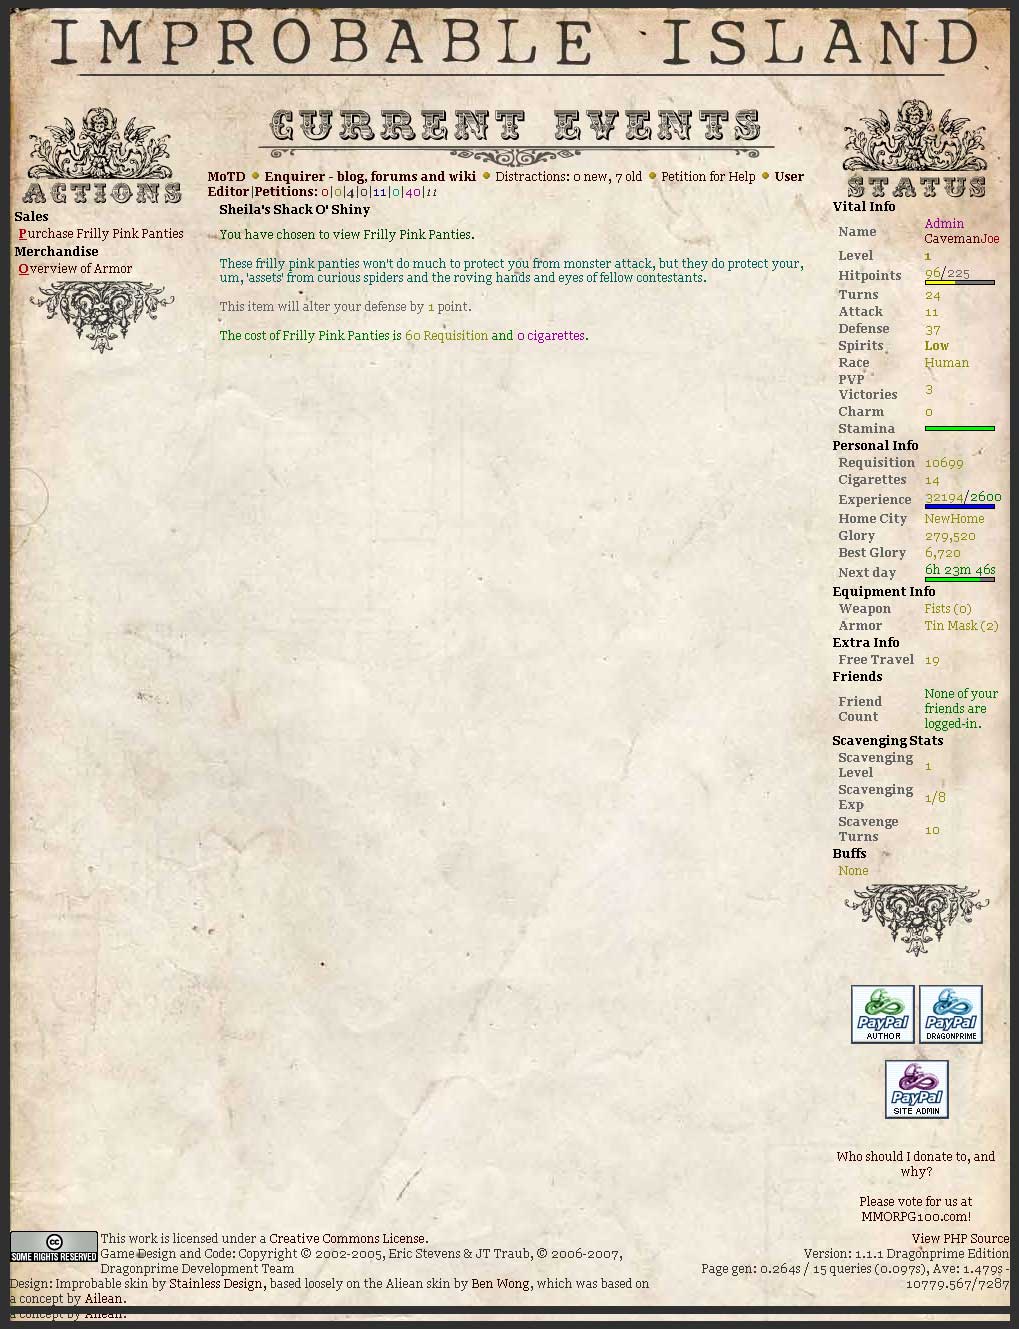 IMPROBABLE ISLAND
CURRENT EVENTS
ACTIONS
STATUS
MoTD Enquirer - blog, forums and wiki Distractions: 0 new, 7 old Petition for Help User
Editor|Petitions: 0|0|4|0|11|0|40|11
Sales
Purchase Frilly Pink Panties
Merchandise
Overview of Armor
Sheila's Shack O' Shiny
You have chosen to view Frilly Pink Panties.
These frilly pink panties won't do much to protect you from monster attack, but they do protect your,
um, 'assets' from curious spiders and the roving hands and eyes of fellow contestants.
This item will alter your defense by 1 point.
The cost of Frilly Pink Panties is 60 Requisition and 0 cigarettes.
Vital Info
Name Admin
CavemanJoe
Level 1
Hitpoints 96/225
Turns 24
Attack 11
Defense 37
Spirits Low
Race Human
PVP
Victories 3
Charm 0
Stamina
Personal Info
Requisition 10699
Cigarettes 14
Experience 32194/2600
Home City NewHome
Glory 279,520
Best Glory 6,720
Next day 6h 23m 46s
Equipment Info
Weapon Fists (0)
Armor Tin Mask (2)
Extra Info
Free Travel 19
Friends
Friend
Count
None of your
friends are
logged-in.
Scavenging Stats
Scavenging
Level 1
Scavenging
Exp 1/8
Scavenge
Turns 10
Buffs
None
PayPal
AUTHOR
PayPal
DRAGONPRIME
PayPal
SITE ADMIN
Who should I donate to, and
why?
Please vote for us at
MMORPG100.com!
cc
SOME RIGHTS RESERVED
This work is licensed under a Creative Commons License.
Game Design and Code: Copyright © 2002-2005, Eric Stevens & JT Traub, © 2006-2007,
Dragonprime Development Team
Design: Improbable skin by Stainless Design, based loosely on the Aliean skin by Ben Wong, which was based on
a concept by Ailean.
View PHP Source
Version: 1.1.1 Dragonprime Edition
Page gen: 0.264s / 15 queries (0.097s), Ave: 1.479s -
10779.567/7287
a concept by Ailean.